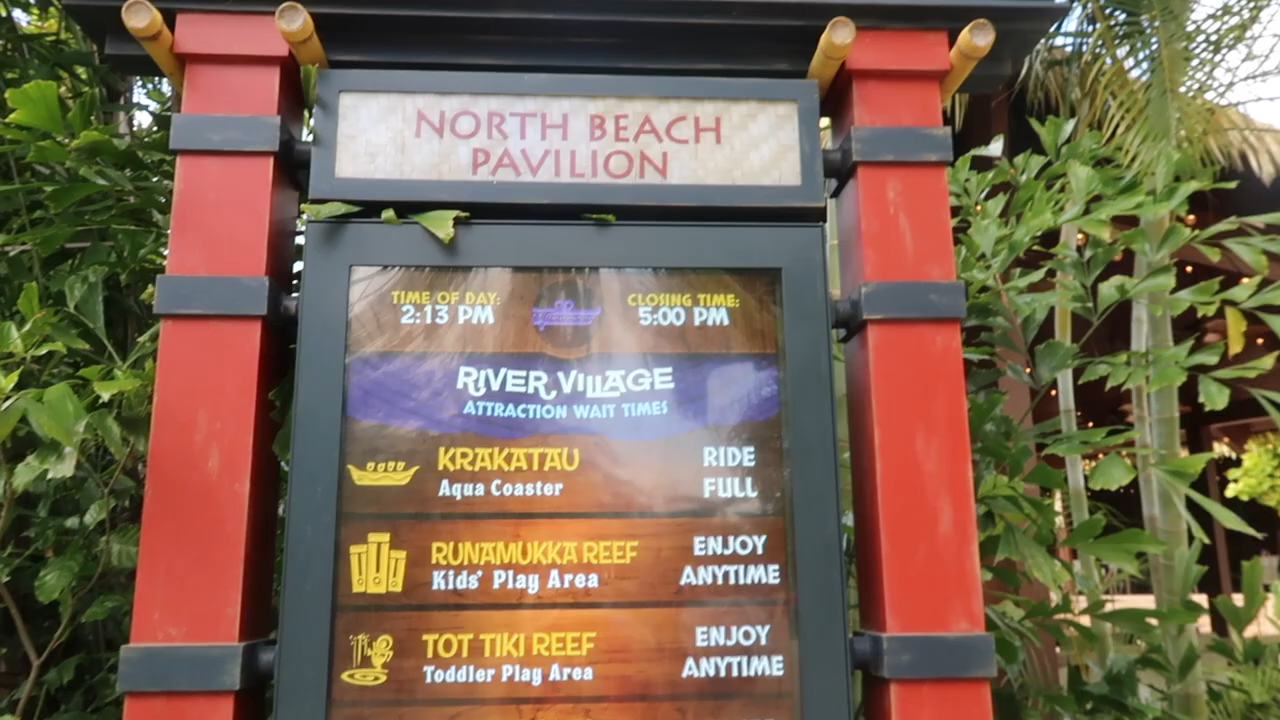 NORTH BEACH
PAVILION
TIME OF DAY:
2:13 PM
CLOSING TIME:
5:00 PM
RIVER VILLAGE
ATTRACTION WAIT TIMES
KRAKATAU
Aqua Coaster
RIDE
FULL
RUNAMUKKA REEF
Kids' Play Area
ENJOY
ANYTIME
TOT TIKI REEF
Toddler Play Area
ENJOY
ANYTIME